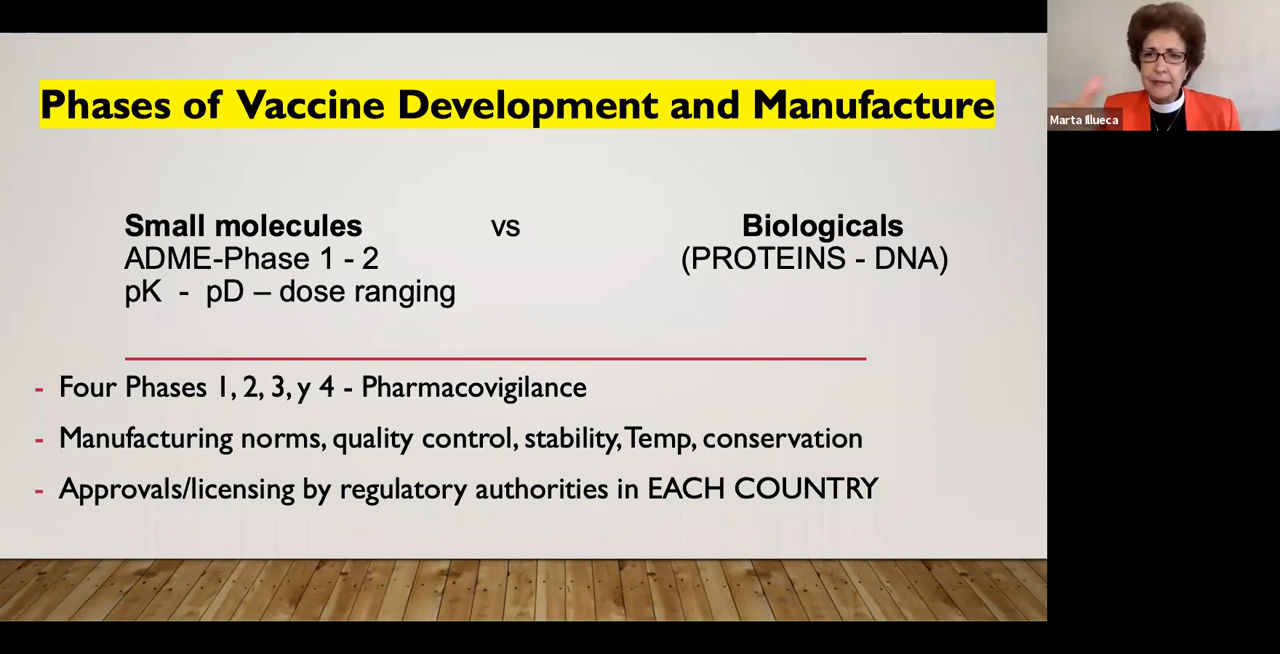 Phases of Vaccine Development and Manufacture
Small molecules vs Biologicals
ADME-Phase 1 - 2 (PROTEINS - DNA)
pK - pD – dose ranging
- Four Phases 1, 2, 3, y 4 - Pharmacovigilance
- Manufacturing norms, quality control, stability, Temp, conservation
- Approvals/licensing by regulatory authorities in EACH COUNTRY
Marta Illueca